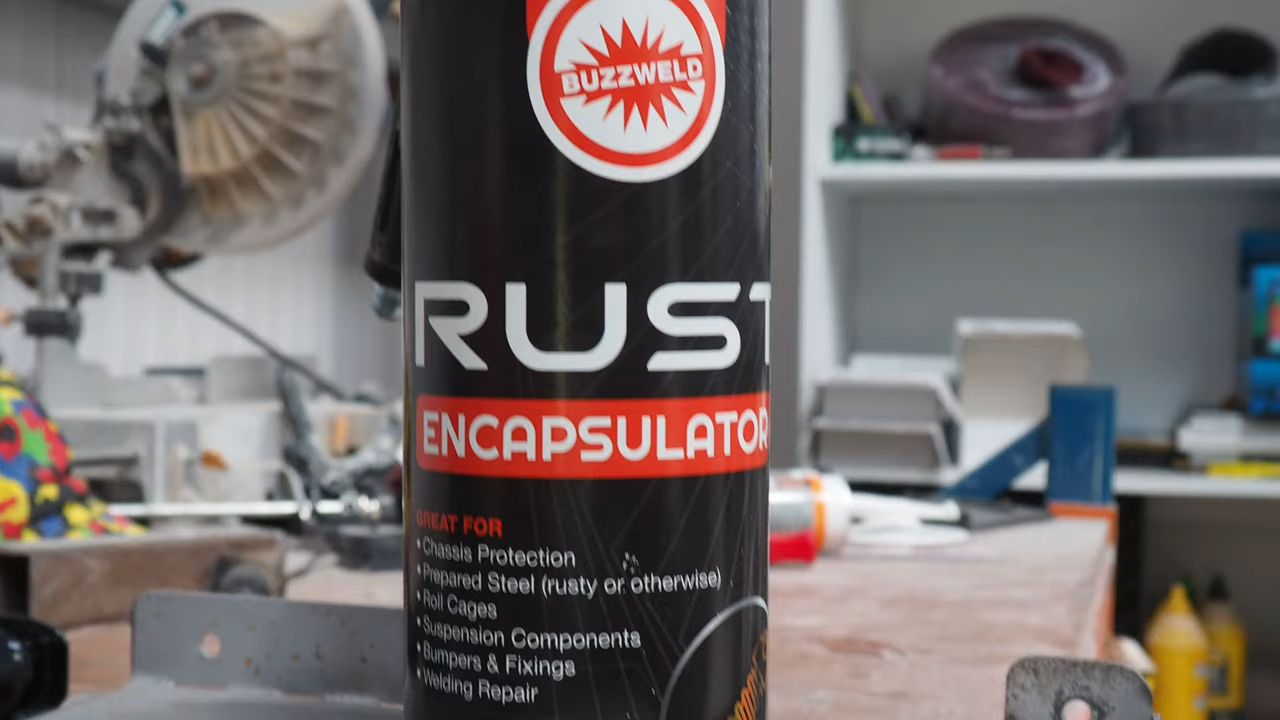 BUZZWELD
RUST
ENCAPSULATOR
GREAT FOR
• Chassis Protection
• Prepared Steel (rusty or otherwise)
• Roll Cages
• Suspension Components
• Bumpers & Fixings
• Welding Repair